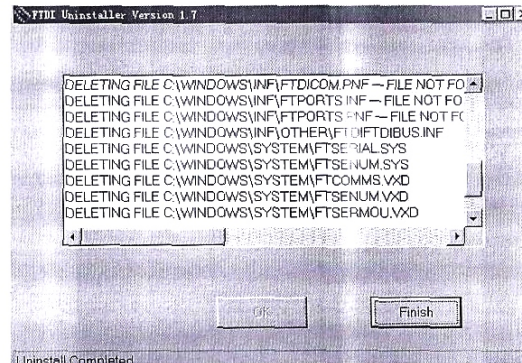 FTDI Uninstaller Version 1.7
DELETING FILE C:\WINDOWS\INF\FTDICOM.PNF — FILE NOT FO
DELETING FILE C:\WINDOWS\INF\FTPORTS INF — FILE NOT FO
DELETING FILE C:\WINDOWS\INF\FTPORTS PNF — FILE NOT FO
DELETING FILE C:\WINDOWS\INF\OTHER\FTDIFTDIBUS.INF
DELETING FILE C:\WINDOWS\SYSTEM\FTSERIAL.SYS
DELETING FILE C:\WINDOWS\SYSTEM\FTSENUM.SYS
DELETING FILE C:\WINDOWS\SYSTEM\FTCOMMS.VXD
DELETING FILE C:\WINDOWS\SYSTEM\FTSENUM.VXD
DELETING FILE C:\WINDOWS\SYSTEM\FTSERMOU.VXD
OK
Finish
Uninstall Completed